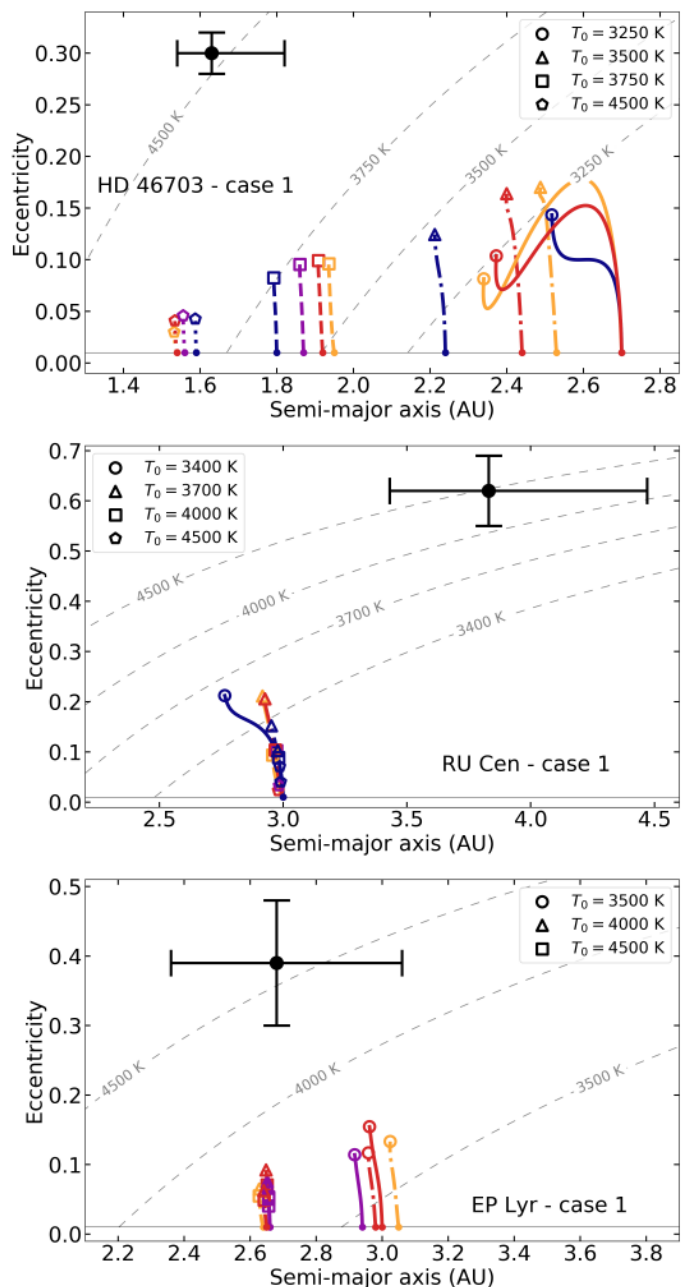 T₀ = 3250 K
T₀ = 3500 K
T₀ = 3750 K
T₀ = 4500 K
4500 K
3750 K
3500 K
3250 K
HD 46703 - case 1
Eccentricity
0.30
0.25
0.20
0.15
0.10
0.05
0.00
1.4 1.6 1.8 2.0 2.2 2.4 2.6 2.8
Semi-major axis (AU)
T₀ = 3400 K
T₀ = 3700 K
T₀ = 4000 K
T₀ = 4500 K
4500 K
4000 K
3700 K
3400 K
RU Cen - case 1
Eccentricity
0.7
0.6
0.5
0.4
0.3
0.2
0.1
0.0
2.5 3.0 3.5 4.0 4.5
Semi-major axis (AU)
T₀ = 3500 K
T₀ = 4000 K
T₀ = 4500 K
4500 K
4000 K
3500 K
EP Lyr - case 1
Eccentricity
0.5
0.4
0.3
0.2
0.1
0.0
2.2 2.4 2.6 2.8 3.0 3.2 3.4 3.6 3.8
Semi-major axis (AU)